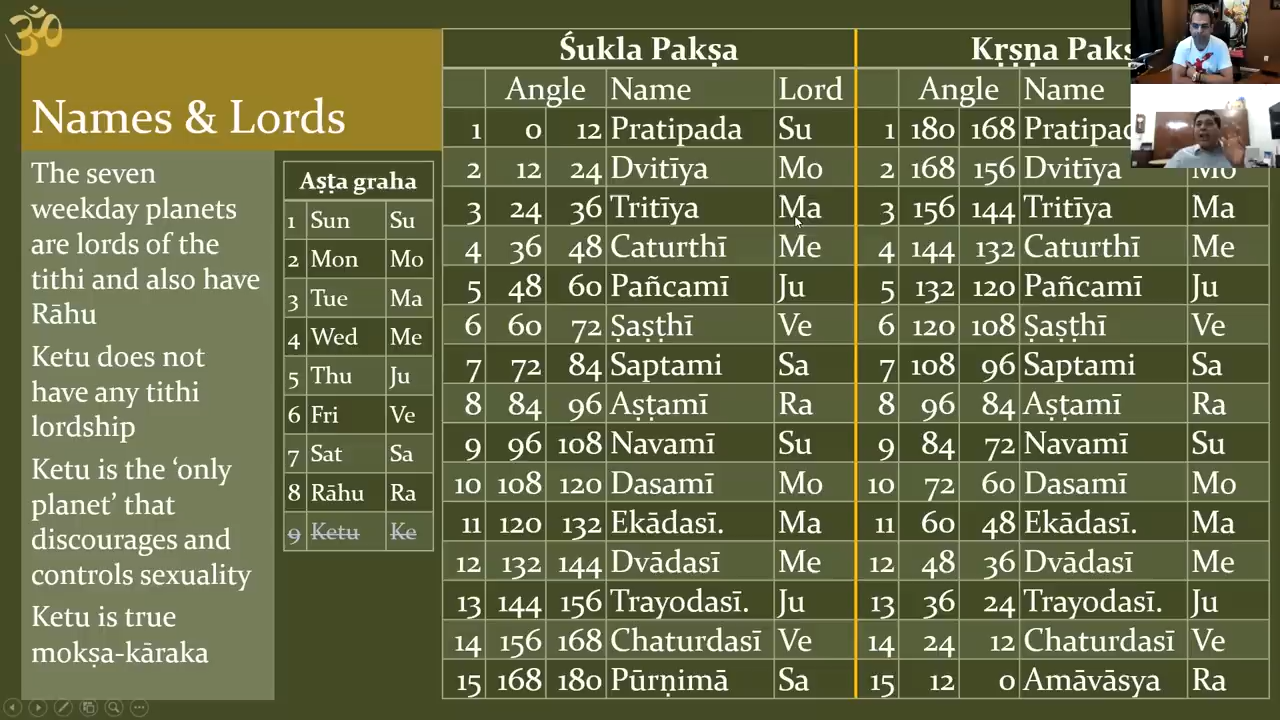 ॐ
Names & Lords
The seven
weekday planets
are lords of the
tithi and also have
Rāhu
Ketu does not
have any tithi
lordship
Ketu is the ‘only
planet’ that
discourages and
controls sexuality
Ketu is true
mokṣa-kāraka
Aṣṭa graha
1 Sun Su
2 Mon Mo
3 Tue Ma
4 Wed Me
5 Thu Ju
6 Fri Ve
7 Sat Sa
8 Rāhu Ra
9 Ketu Ke
Śukla Pakṣa
Angle Name Lord
1 0 12 Pratipada Su
2 12 24 Dvitīya Mo
3 24 36 Tritīya Ma
4 36 48 Caturthī Me
5 48 60 Pañcamī Ju
6 60 72 Ṣaṣṭhī Ve
7 72 84 Saptami Sa
8 84 96 Aṣṭamī Ra
9 96 108 Navamī Su
10 108 120 Dasamī Mo
11 120 132 Ekādasī. Ma
12 132 144 Dvādasī Me
13 144 156 Trayodasī. Ju
14 156 168 Chaturdasī Ve
15 168 180 Pūrṇimā Sa
Kṛṣṇa Pakṣ
Angle Name
1 180 168 Pratipad
2 168 156 Dvitīya Mo
3 156 144 Tritīya Ma
4 144 132 Caturthī Me
5 132 120 Pañcamī Ju
6 120 108 Ṣaṣṭhī Ve
7 108 96 Saptami Sa
8 96 84 Aṣṭamī Ra
9 84 72 Navamī Su
10 72 60 Dasamī Mo
11 60 48 Ekādasī. Ma
12 48 36 Dvādasī Me
13 36 24 Trayodasī. Ju
14 24 12 Chaturdasī Ve
15 12 0 Amāvāsya Ra